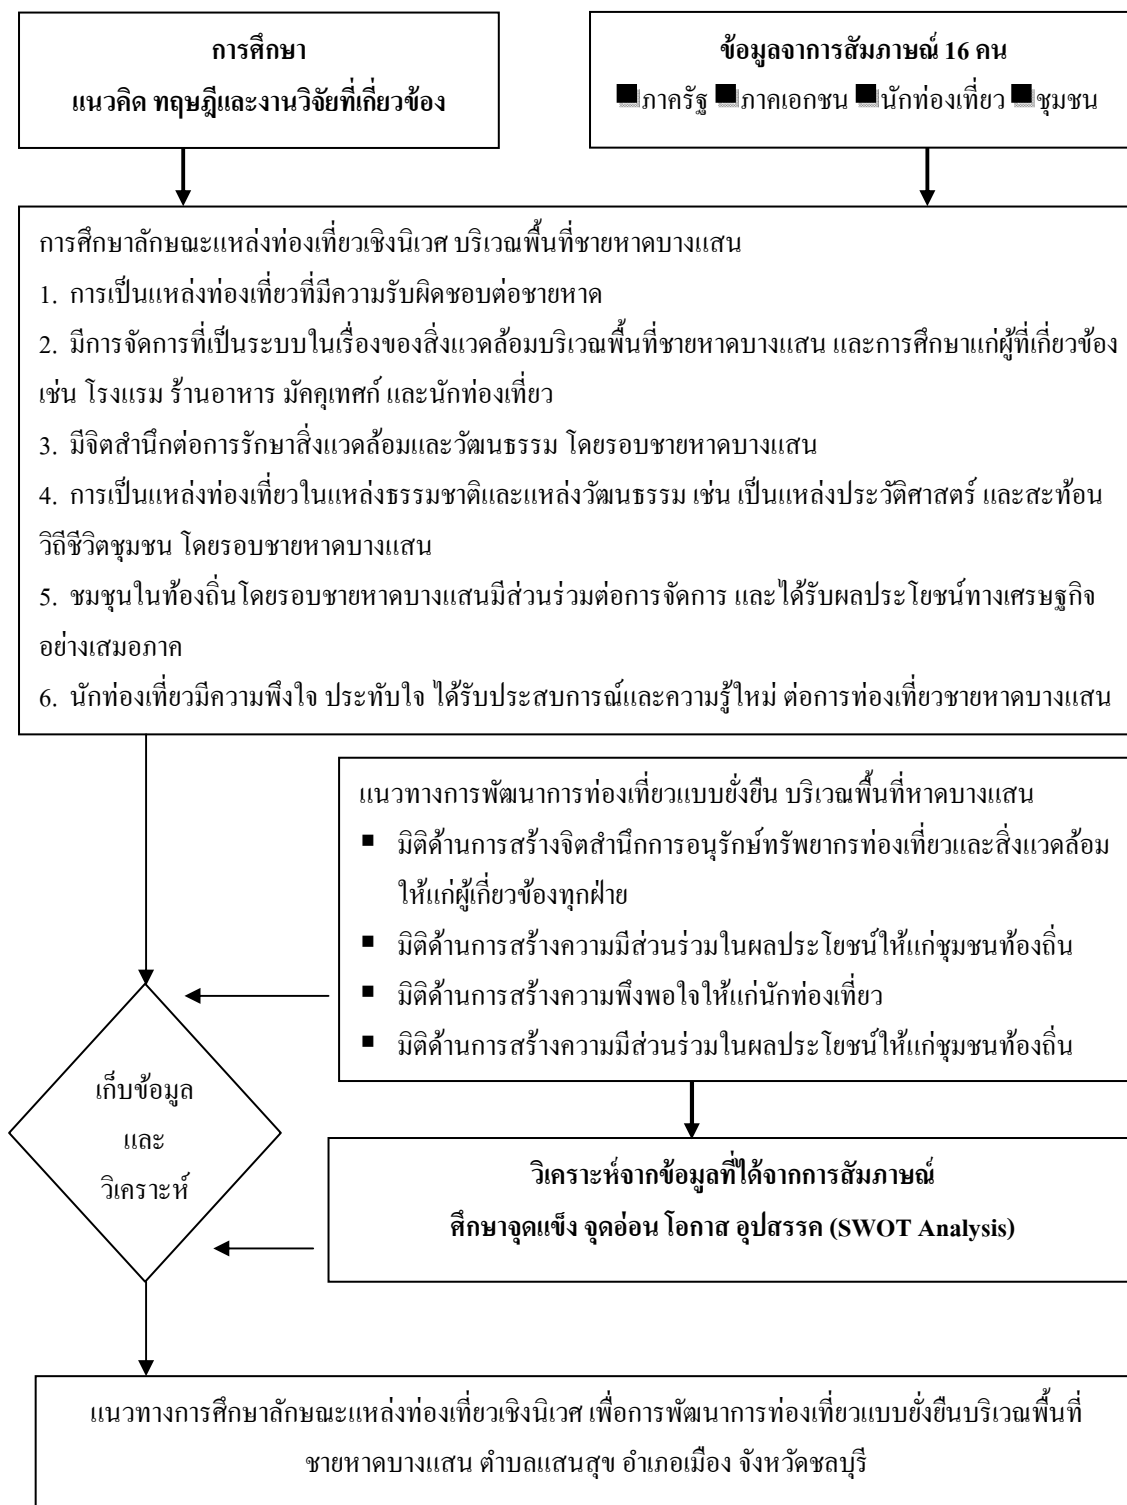 การศึกษา
แนวคิด ทฤษฎีและงานวิจัยที่เกี่ยวข้อง
ข้อมูลจาการสัมภาษณ์ 16 คน
■ภาครัฐ ■ภาคเอกชน ■นักท่องเที่ยว ■ชุมชน
การศึกษาลักษณะแหล่งท่องเที่ยวเชิงนิเวศ บริเวณพื้นที่ชายหาดบางแสน
1. การเป็นแหล่งท่องเที่ยวที่มีความรับผิดชอบต่อชายหาด
2. มีการจัดการที่เป็นระบบในเรื่องของสิ่งแวดล้อมบริเวณพื้นที่ชายหาดบางแสน และการศึกษาแก่ผู้ที่เกี่ยวข้อง
เช่น โรงแรม ร้านอาหาร มัคคุเทศก์ และนักท่องเที่ยว
3. มีจิตสำนึกต่อการรักษาสิ่งแวดล้อมและวัฒนธรรม โดยรอบชายหาดบางแสน
4. การเป็นแหล่งท่องเที่ยวในแหล่งธรรมชาติและแหล่งวัฒนธรรม เช่น เป็นแหล่งประวัติศาสตร์ และสะท้อน
วิถีชีวิตชุมชน โดยรอบชายหาดบางแสน
5. ชมชุนในท้องถิ่นโดยรอบชายหาดบางแสนมีส่วนร่วมต่อการจัดการ และได้รับผลประโยชน์ทางเศรษฐกิจ
อย่างเสมอภาค
6. นักท่องเที่ยวมีความพึงใจ ประทับใจ ได้รับประสบการณ์และความรู้ใหม่ ต่อการท่องเที่ยวชายหาดบางแสน
แนวทางการพัฒนาการท่องเที่ยวแบบยั่งยืน บริเวณพื้นที่หาดบางแสน
■ มิติด้านการสร้างจิตสำนึกการอนุรักษ์ทรัพยากรท่องเที่ยวและสิ่งแวดล้อม
ให้แก่ผู้เกี่ยวข้องทุกฝ่าย
■ มิติด้านการสร้างความมีส่วนร่วมในผลประโยชน์ให้แก่ชุมชนท้องถิ่น
■ มิติด้านการสร้างความพึงพอใจให้แก่นักท่องเที่ยว
■ มิติด้านการสร้างความมีส่วนร่วมในผลประโยชน์ให้แก่ชุมชนท้องถิ่น
เก็บข้อมูล
และ
วิเคราะห์
วิเคราะห์จากข้อมูลที่ได้จากการสัมภาษณ์
ศึกษาจุดแข็ง จุดอ่อน โอกาส อุปสรรค (SWOT Analysis)
แนวทางการศึกษาลักษณะแหล่งท่องเที่ยวเชิงนิเวศ เพื่อการพัฒนาการท่องเที่ยวแบบยั่งยืนบริเวณพื้นที่
ชายหาดบางแสน ตำบลแสนสุข อำเภอเมือง จังหวัดชลบุรี